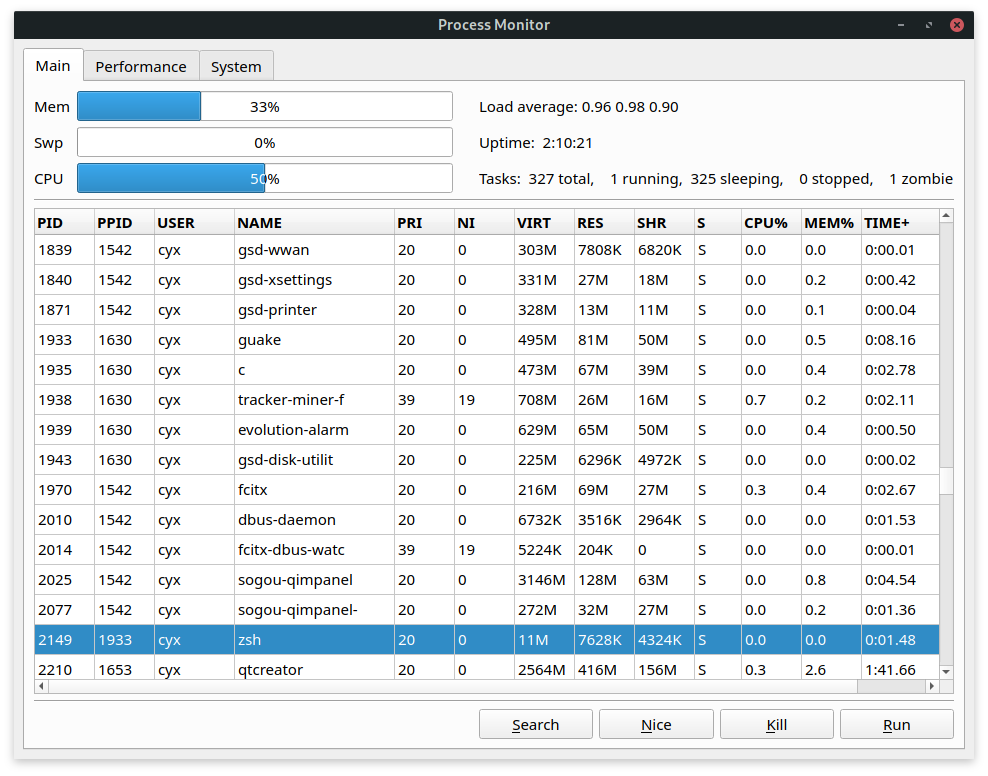 Process Monitor
Main Performance System
Mem 33% Load average: 0.96 0.98 0.90
Swp 0% Uptime: 2:10:21
CPU 50% Tasks: 327 total, 1 running, 325 sleeping, 0 stopped, 1 zombie
PID PPID USER NAME PRI NI VIRT RES SHR S CPU% MEM% TIME+
1839 1542 cyx gsd-wwan 20 0 303M 7808K 6820K S 0.0 0.0 0:00.01
1840 1542 cyx gsd-xsettings 20 0 331M 27M 18M S 0.0 0.2 0:00.42
1871 1542 cyx gsd-printer 20 0 328M 13M 11M S 0.0 0.1 0:00.04
1933 1630 cyx guake 20 0 495M 81M 50M S 0.0 0.5 0:08.16
1935 1630 cyx c 20 0 473M 67M 39M S 0.0 0.4 0:02.78
1938 1630 cyx tracker-miner-f 39 19 708M 26M 16M S 0.7 0.2 0:02.11
1939 1630 cyx evolution-alarm 20 0 629M 65M 50M S 0.0 0.4 0:00.50
1943 1630 cyx gsd-disk-utilit 20 0 225M 6296K 4972K S 0.0 0.0 0:00.02
1970 1542 cyx fcitx 20 0 216M 69M 27M S 0.3 0.4 0:02.67
2010 1542 cyx dbus-daemon 20 0 6732K 3516K 2964K S 0.0 0.0 0:01.53
2014 1542 cyx fcitx-dbus-watc 39 19 5224K 204K 0 S 0.0 0.0 0:00.01
2025 1542 cyx sogou-qimpanel 20 0 3146M 128M 63M S 0.0 0.8 0:04.54
2077 1542 cyx sogou-qimpanel- 20 0 272M 32M 27M S 0.0 0.2 0:01.36
2149 1933 cyx zsh 20 0 11M 7628K 4324K S 0.0 0.0 0:01.48
2210 1653 cyx qtcreator 20 0 2564M 416M 156M S 0.3 2.6 1:41.66
Search Nice Kill Run